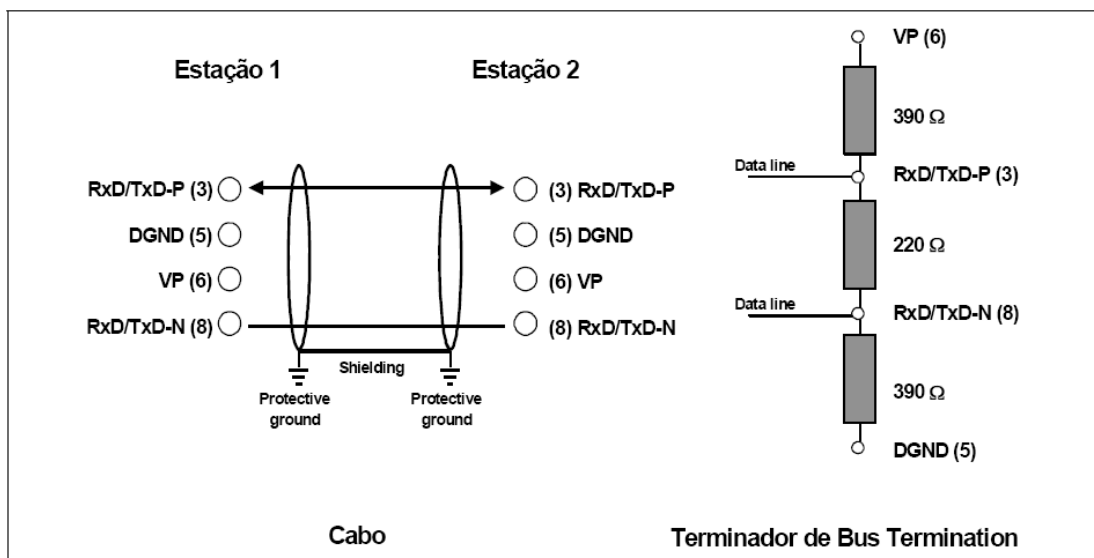 Estação 1
RxD/TxD-P (3)
DGND (5)
VP (6)
RxD/TxD-N (8)
Estação 2
(3) RxD/TxD-P
(5) DGND
(6) VP
(8) RxD/TxD-N
Shielding
Protective
ground
Protective
ground
Cabo
VP (6)
390 Ω
Data line
RxD/TxD-P (3)
220 Ω
Data line
RxD/TxD-N (8)
390 Ω
DGND (5)
Terminador de Bus Termination